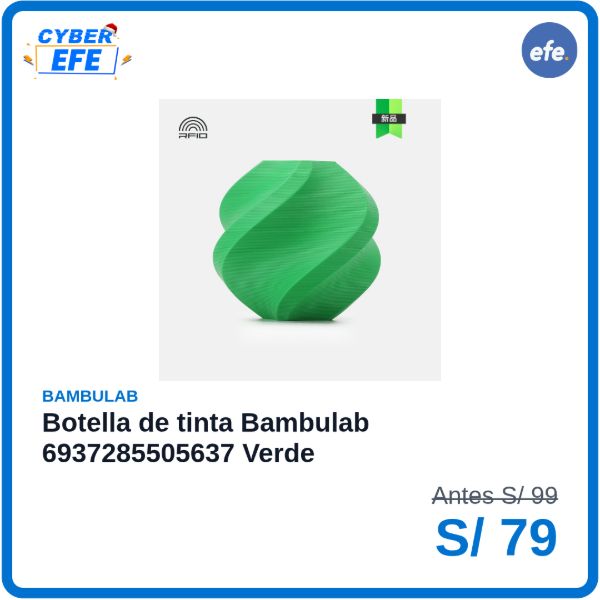 CYBER
EFE
efe.
RFID
新品
BAMBULAB
Botella de tinta Bambulab
6937285505637 Verde
Antes S/ 99
S/ 79